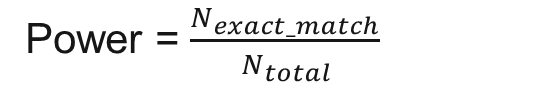 Power = N_exact_match / N_total